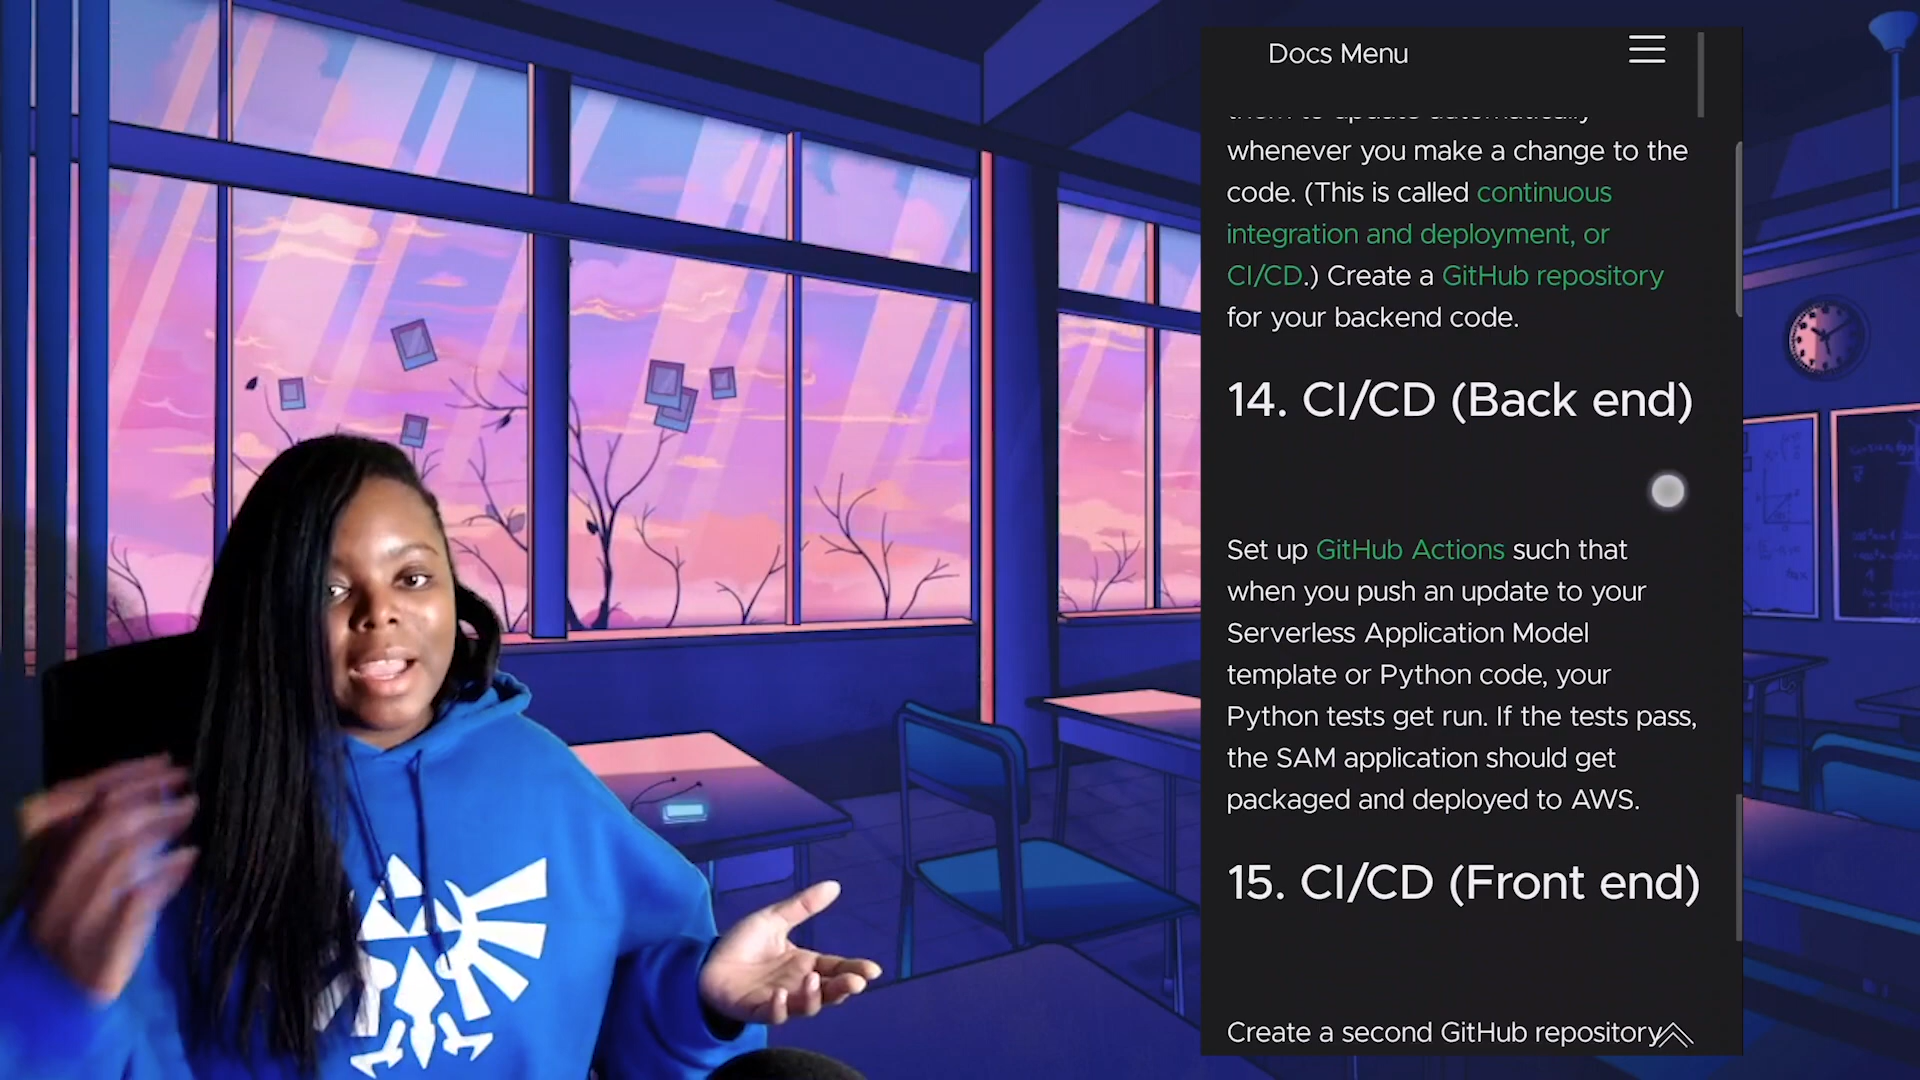 Docs Menu
them to update automatically
whenever you make a change to the
code. (This is called continuous
integration and deployment, or
CI/CD.) Create a GitHub repository
for your backend code.
14. CI/CD (Back end)
Set up GitHub Actions such that
when you push an update to your
Serverless Application Model
template or Python code, your
Python tests get run. If the tests pass,
the SAM application should get
packaged and deployed to AWS.
15. CI/CD (Front end)
Create a second GitHub repository